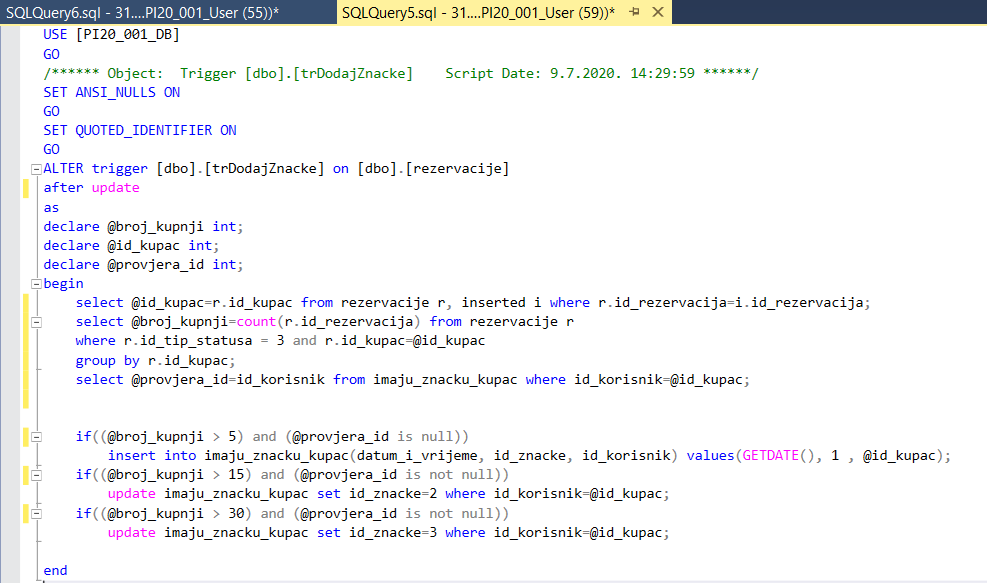 SQLQuery6.sql - 31....PI20_001_User (55))*
SQLQuery5.sql - 31....PI20_001_User (59))*
USE [PI20_001_DB]
GO
/****** Object:  Trigger [dbo].[trDodajZnacke]    Script Date: 9.7.2020. 14:29:59 ******/
SET ANSI_NULLS ON
GO
SET QUOTED_IDENTIFIER ON
GO
ALTER trigger [dbo].[trDodajZnacke] on [dbo].[rezervacije]
after update
as
declare @broj_kupnji int;
declare @id_kupac int;
declare @provjera_id int;
begin
    select @id_kupac=r.id_kupac from rezervacije r, inserted i where r.id_rezervacija=i.id_rezervacija;
    select @broj_kupnji=count(r.id_rezervacija) from rezervacije r
    where r.id_tip_statusa = 3 and r.id_kupac=@id_kupac
    group by r.id_kupac;
    select @provjera_id=id_korisnik from imaju_znacku_kupac where id_korisnik=@id_kupac;
    if((@broj_kupnji > 5) and (@provjera_id is null))
        insert into imaju_znacku_kupac(datum_i_vrijeme, id_znacke, id_korisnik) values(GETDATE(), 1 , @id_kupac);
    if((@broj_kupnji > 15) and (@provjera_id is not null))
        update imaju_znacku_kupac set id_znacke=2 where id_korisnik=@id_kupac;
    if((@broj_kupnji > 30) and (@provjera_id is not null))
        update imaju_znacku_kupac set id_znacke=3 where id_korisnik=@id_kupac;
end